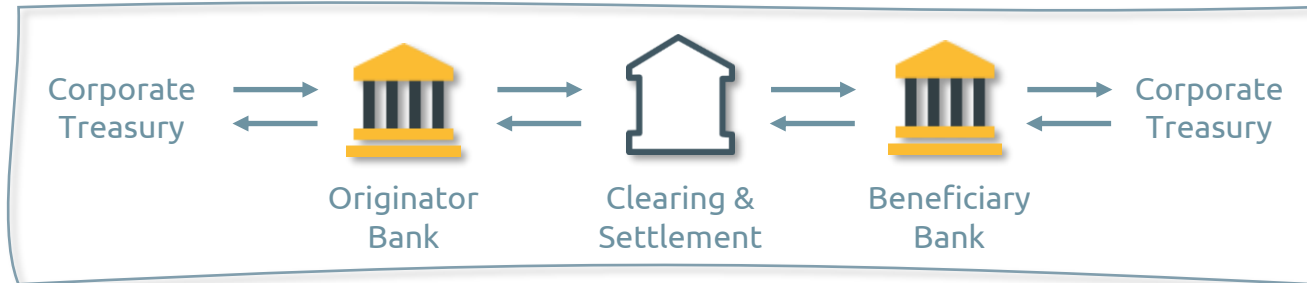 Corporate
Treasury
Originator
Bank
Clearing &
Settlement
Beneficiary
Bank
Corporate
Treasury